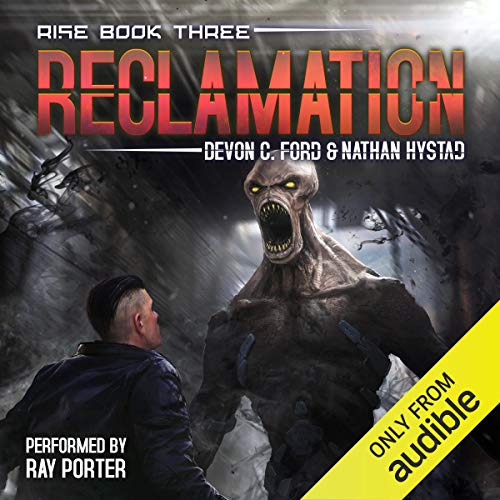 RISE BOOK THREE
RECLAMATION
DEVON C. FORD & NATHAN HYSTAD
PERFORMED BY
RAY PORTER
ONLY FROM
audible